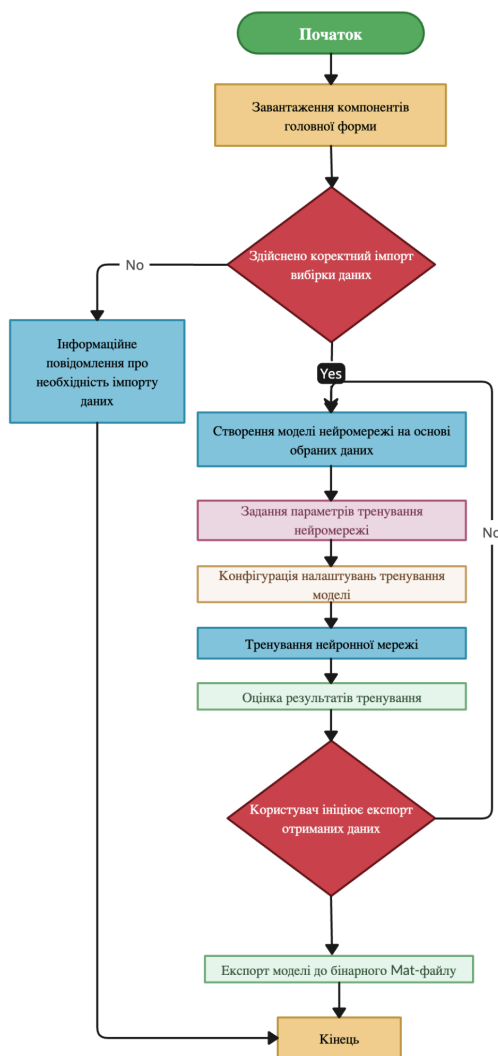 Початок
Завантаження компонентів
головної форми
Здійснено коректний імпорт
вибірки даних
No
Інформаційне
повідомлення про
необхідність імпорту
даних
Yes
Створення моделі нейромережі на основі
обраних даних
Задання параметрів тренування
нейромережі
No
Конфігурація налаштувань тренування
моделі
Тренування нейронної мережі
Оцінка результатів тренування
Користувач ініціює експорт
отриманих даних
Експорт моделі до бінарного Mat-файлу
Кінець